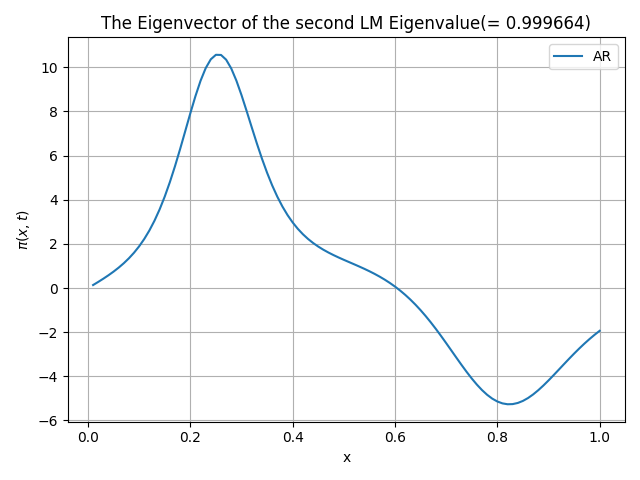 The Eigenvector of the second LM Eigenvalue(= 0.999664)
AR
10
8
6
4
2
0
−2
−4
−6
π(x, t)
0.0 0.2 0.4 0.6 0.8 1.0
x